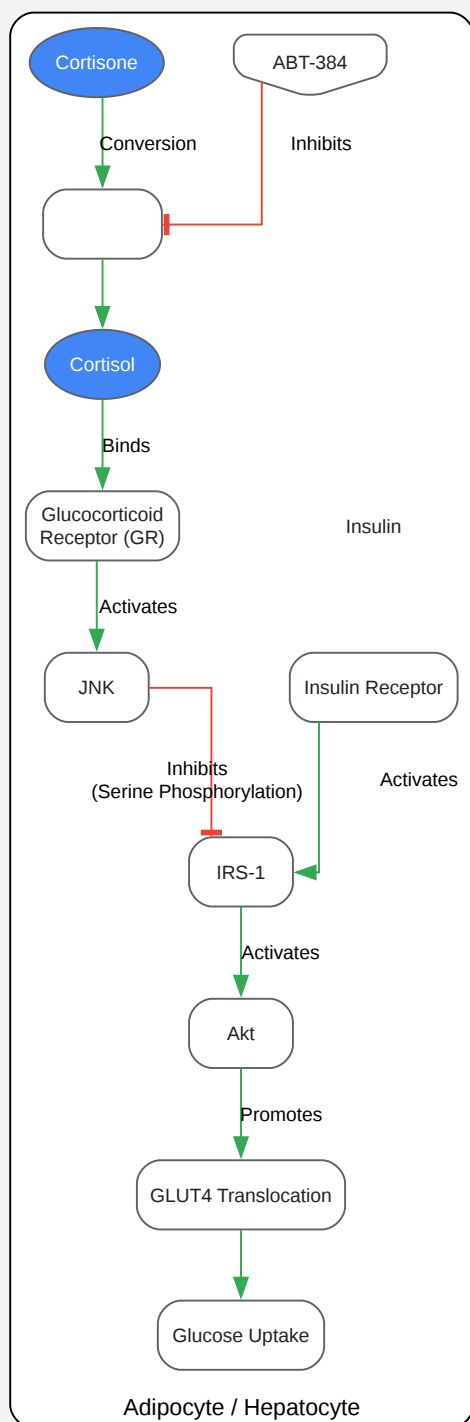 Cortisone
ABT-384
Conversion
Inhibits
Cortisol
Binds
Glucocorticoid
Receptor (GR)
Insulin
Activates
JNK
Insulin Receptor
Inhibits
(Serine Phosphorylation)
Activates
IRS-1
Activates
Akt
Promotes
GLUT4 Translocation
Glucose Uptake
Adipocyte / Hepatocyte